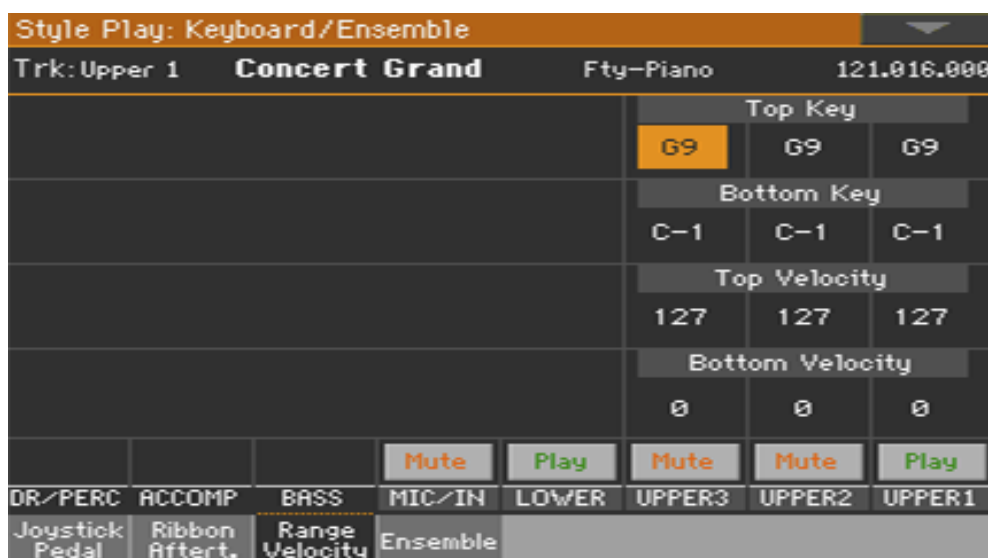 Style Play: Keyboard/Ensemble
Trk: Upper 1 Concert Grand Fty-Piano 121.016.000
Top Key
G9 G9 G9
Bottom Key
C-1 C-1 C-1
Top Velocity
127 127 127
Bottom Velocity
0 0 0
Mute Play Mute Mute Play
DR/PERC ACCOMP BASS MIC/IN LOWER UPPER3 UPPER2 UPPER1
Joystick Ribbon Range Ensemble
Pedal Aftert. Velocity